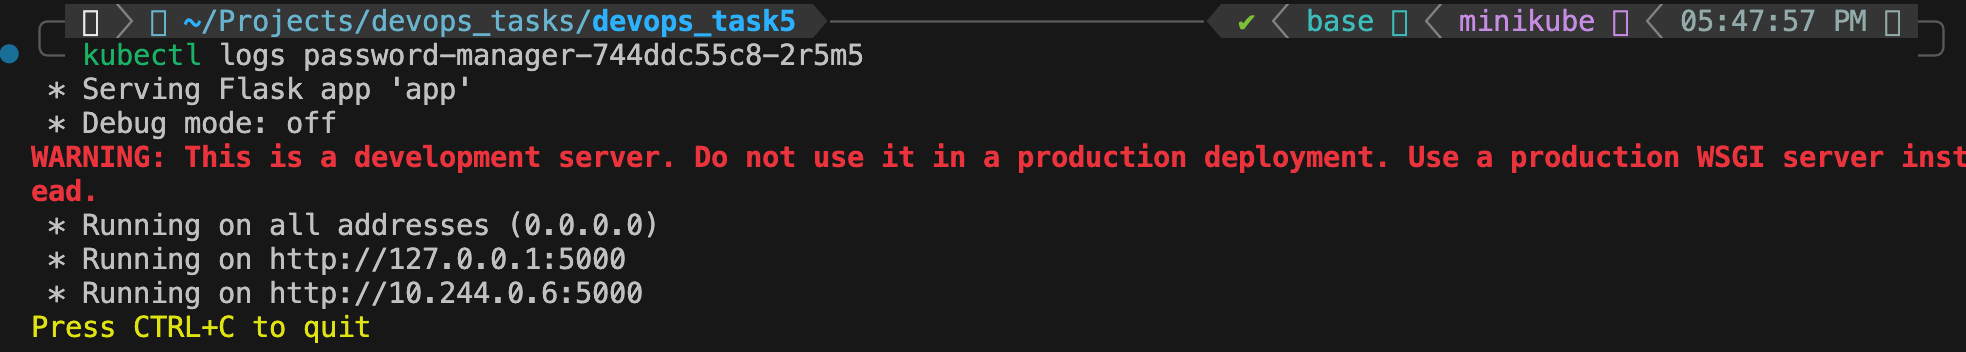 ~/Projects/devops_tasks/devops_task5 ✔ base minikube 05:47:57 PM
kubectl logs password-manager-744ddc55c8-2r5m5
* Serving Flask app 'app'
* Debug mode: off
WARNING: This is a development server. Do not use it in a production deployment. Use a production WSGI server inst
ead.
* Running on all addresses (0.0.0.0)
* Running on http://127.0.0.1:5000
* Running on http://10.244.0.6:5000
Press CTRL+C to quit